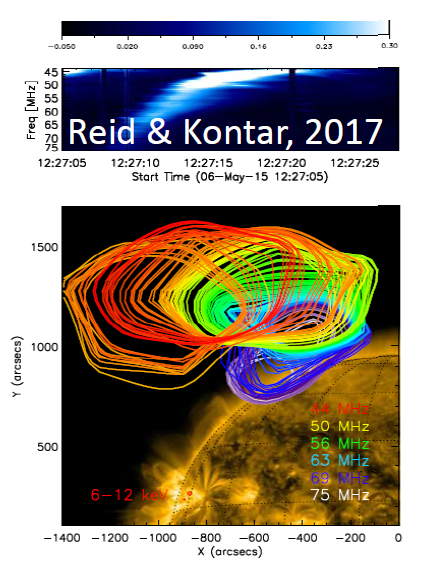 -0.050 0.020 0.090 0.16 0.23 0.30
45
50
55
60
65
70
75
Freq [MHz]
Reid & Kontar, 2017
12:27:05 12:27:10 12:27:15 12:27:20 12:27:25
Start Time (06-May-15 12:27:05)
1500
1000
500
Y (arcsecs)
44 MHz
50 MHz
56 MHz
63 MHz
69 MHz
75 MHz
6-12 keV
-1400 -1200 -1000 -800 -600 -400 -200 0
X (arcsecs)